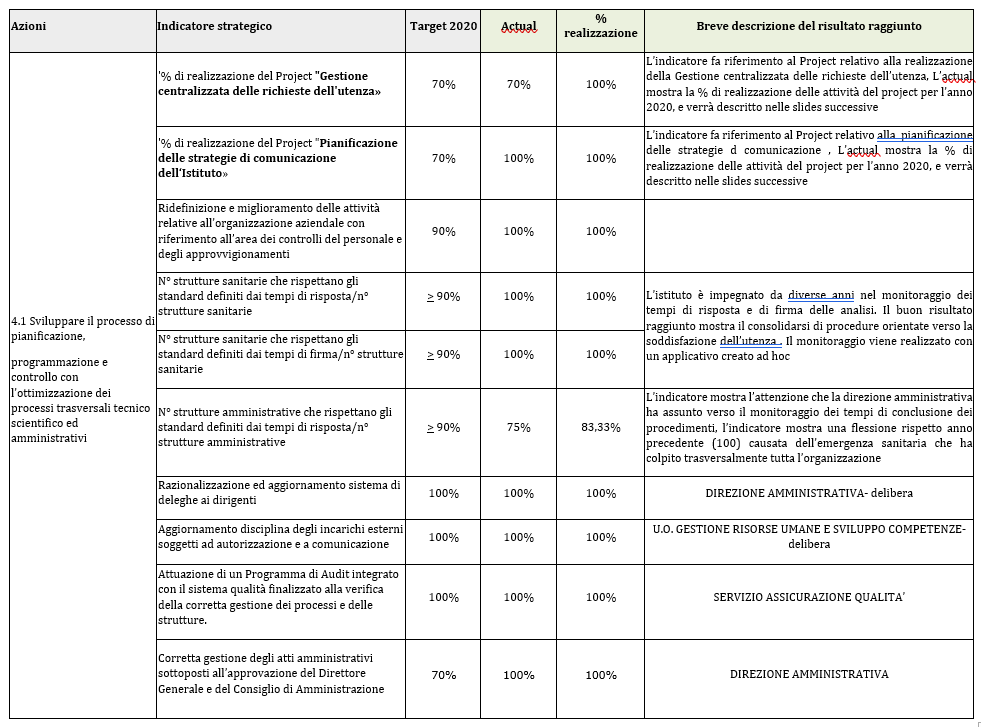 Azioni
Indicatore strategico
Target 2020
Actual
%
realizzazione
Breve descrizione del risultato raggiunto
4.1 Sviluppare il processo di
pianificazione,
programmazione e
controllo con
l'ottimizzazione dei
processi trasversali tecnico
scientifico ed
amministrativi
'% di realizzazione del Project "Gestione
centralizzata delle richieste dell'utenza»
70%
70%
100%
L'indicatore fa riferimento al Project relativo alla realizzazione
della Gestione centralizzata delle richieste dell'utenza, L'actual
mostra la % di realizzazione delle attività del project per l'anno
2020, e verrà descritto nelle slides successive
'% di realizzazione del Project "Pianificazione
delle strategie di comunicazione
dell'Istituto»
70%
100%
100%
L'indicatore fa riferimento al Project relativo alla pianificazione
delle strategie d comunicazione , L'actual mostra la % di
realizzazione delle attività del project per l'anno 2020, e verrà
descritto nelle slides successive
Ridefinizione e miglioramento delle attività
relative all'organizzazione aziendale con
riferimento all'area dei controlli del personale e
degli approvvigionamenti
90%
100%
100%
N° strutture sanitarie che rispettano gli
standard definiti dai tempi di risposta/n°
strutture sanitarie
≥ 90%
100%
100%
L'istituto è impegnato da diverse anni nel monitoraggio dei
tempi di risposta e di firma delle analisi. Il buon risultato
raggiunto mostra il consolidarsi di procedure orientate verso la
soddisfazione dell'utenza . Il monitoraggio viene realizzato con
un applicativo creato ad hoc
N° strutture sanitarie che rispettano gli
standard definiti dai tempi di firma/n° strutture
sanitarie
≥ 90%
100%
100%
N° strutture amministrative che rispettano gli
standard definiti dai tempi di risposta/n°
strutture amministrative
≥ 90%
75%
83,33%
L'indicatore mostra l'attenzione che la direzione amministrativa
ha assunto verso il monitoraggio dei tempi di conclusione dei
procedimenti, l'indicatore mostra una flessione rispetto anno
precedente (100) causata dell'emergenza sanitaria che ha
colpito trasversalmente tutta l'organizzazione
Razionalizzazione ed aggiornamento sistema di
deleghe ai dirigenti
100%
100%
100%
DIREZIONE AMMINISTRATIVA- delibera
Aggiornamento disciplina degli incarichi esterni
soggetti ad autorizzazione e a comunicazione
100%
100%
100%
U.O. GESTIONE RISORSE UMANE E SVILUPPO COMPETENZE-
delibera
Attuazione di un Programma di Audit integrato
con il sistema qualità finalizzato alla verifica
della corretta gestione dei processi e delle
strutture.
100%
100%
100%
SERVIZIO ASSICURAZIONE QUALITA'
Corretta gestione degli atti amministrativi
sottoposti all'approvazione del Direttore
Generale e del Consiglio di Amministrazione
70%
100%
100%
DIREZIONE AMMINISTRATIVA